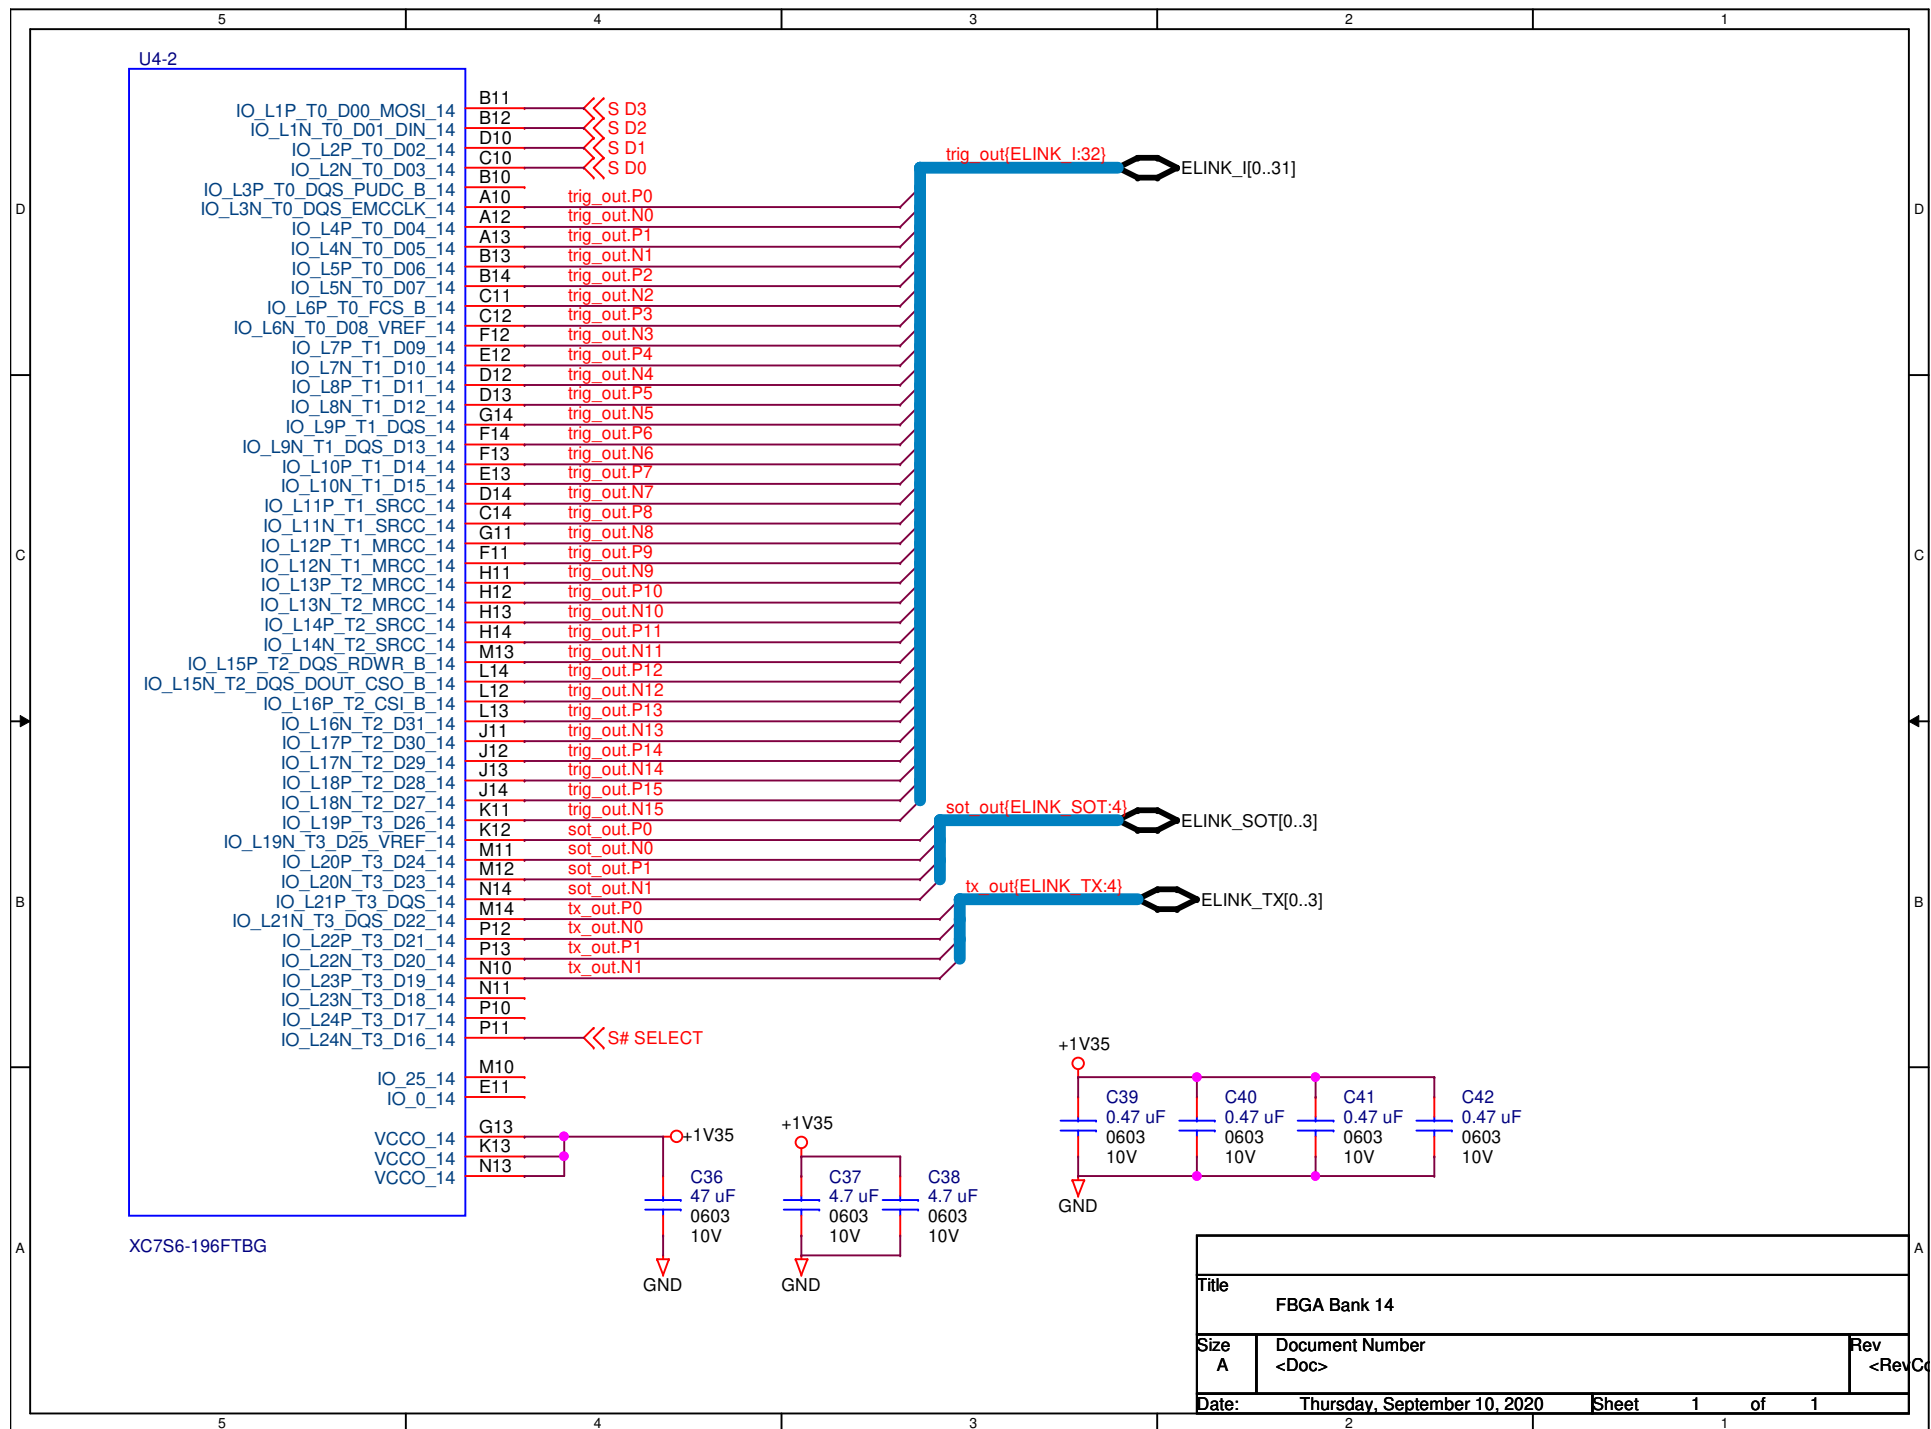 5 4 3 2 1
U4-2
IO_L1P_T0_D00_MOSI_14 B11 S D3
IO_L1N_T0_D01_DIN_14 B12 S D2
IO_L2P_T0_D02_14 D10 S D1
IO_L2N_T0_D03_14 C10 S D0
IO_L3P_T0_DQS_PUDC_B_14 B10
IO_L3N_T0_DQS_EMCCLK_14 A10 trig_out.P0
IO_L4P_T0_D04_14 A12 trig_out.N0
IO_L4N_T0_D05_14 A13 trig_out.P1
IO_L5P_T0_D06_14 B13 trig_out.N1
IO_L5N_T0_D07_14 B14 trig_out.P2
IO_L6P_T0_FCS_B_14 C11 trig_out.N2
IO_L6N_T0_D08_VREF_14 C12 trig_out.P3
IO_L7P_T1_D09_14 F12 trig_out.N3
IO_L7N_T1_D10_14 E12 trig_out.P4
IO_L8P_T1_D11_14 D12 trig_out.N4
IO_L8N_T1_D12_14 D13 trig_out.P5
IO_L9P_T1_DQS_14 G14 trig_out.N5
IO_L9N_T1_DQS_D13_14 F14 trig_out.P6
IO_L10P_T1_D14_14 F13 trig_out.N6
IO_L10N_T1_D15_14 E13 trig_out.P7
IO_L11P_T1_SRCC_14 D14 trig_out.N7
IO_L11N_T1_SRCC_14 C14 trig_out.P8
IO_L12P_T1_MRCC_14 G11 trig_out.N8
IO_L12N_T1_MRCC_14 F11 trig_out.P9
IO_L13P_T2_MRCC_14 H11 trig_out.N9
IO_L13N_T2_MRCC_14 H12 trig_out.P10
IO_L14P_T2_SRCC_14 H13 trig_out.N10
IO_L14N_T2_SRCC_14 H14 trig_out.P11
IO_L15P_T2_DQS_RDWR_B_14 M13 trig_out.N11
IO_L15N_T2_DQS_DOUT_CSO_B_14 L14 trig_out.P12
IO_L16P_T2_CSI_B_14 L12 trig_out.N12
IO_L16N_T2_D31_14 L13 trig_out.P13
IO_L17P_T2_D30_14 J11 trig_out.N13
IO_L17N_T2_D29_14 J12 trig_out.P14
IO_L18P_T2_D28_14 J13 trig_out.N14
IO_L18N_T2_D27_14 J14 trig_out.P15
IO_L19P_T3_D26_14 K11 trig_out.N15
IO_L19N_T3_D25_VREF_14 K12 sot_out.P0
IO_L20P_T3_D24_14 M11 sot_out.N0
IO_L20N_T3_D23_14 M12 sot_out.P1
IO_L21P_T3_DQS_14 N14 sot_out.N1
IO_L21N_T3_DQS_D22_14 M14 tx_out.P0
IO_L22P_T3_D21_14 P12 tx_out.N0
IO_L22N_T3_D20_14 P13 tx_out.P1
IO_L23P_T3_D19_14 N10 tx_out.N1
IO_L23N_T3_D18_14 N11
IO_L24P_T3_D17_14 P10
IO_L24N_T3_D16_14 P11 S# SELECT
IO_25_14 M10
IO_0_14 E11
VCCO_14 G13 +1V35
VCCO_14 K13
VCCO_14 N13
XC7S6-196FTBG
trig_out{ELINK_I:32} ELINK_I[0..31]
sot_out{ELINK_SOT:4} ELINK_SOT[0..3]
tx_out{ELINK_TX:4} ELINK_TX[0..3]
+1V35
C39 C40 C41 C42
0.47 uF 0.47 uF 0.47 uF 0.47 uF
0603 0603 0603 0603
10V 10V 10V 10V
GND
+1V35
C36 C37 C38
47 uF 4.7 uF 4.7 uF
0603 0603 0603
10V 10V 10V
GND GND
D D
C C
B B
A A
Title
FBGA Bank 14
Size Document Number Rev
A <Doc> <RevCo
Date: Thursday, September 10, 2020 Sheet 1 of 1
5 4 3 2 1